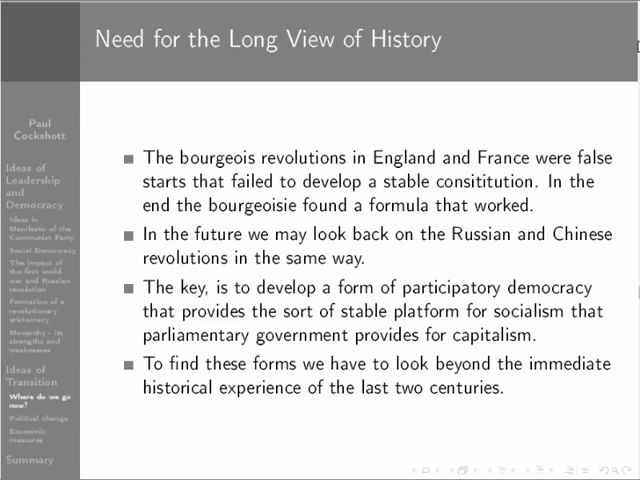 Need for the Long View of History
Paul
Cockshott
Ideas of
Leadership
and
Democracy
Ideas in
Manifesto of the
Communist Party.
Social Democracy
The impact of
the first world
war and Russian
revolution
Formation of a
revolutionary
aristocracy
Monarchy - its
strengths and
weaknesses
Ideas of
Transition
Where do we go
now?
Political change
Economic
measures
Summary
The bourgeois revolutions in England and France were false
starts that failed to develop a stable consititution. In the
end the bourgeoisie found a formula that worked.
In the future we may look back on the Russian and Chinese
revolutions in the same way.
The key, is to develop a form of participatory democracy
that provides the sort of stable platform for socialism that
parliamentary government provides for capitalism.
To find these forms we have to look beyond the immediate
historical experience of the last two centuries.